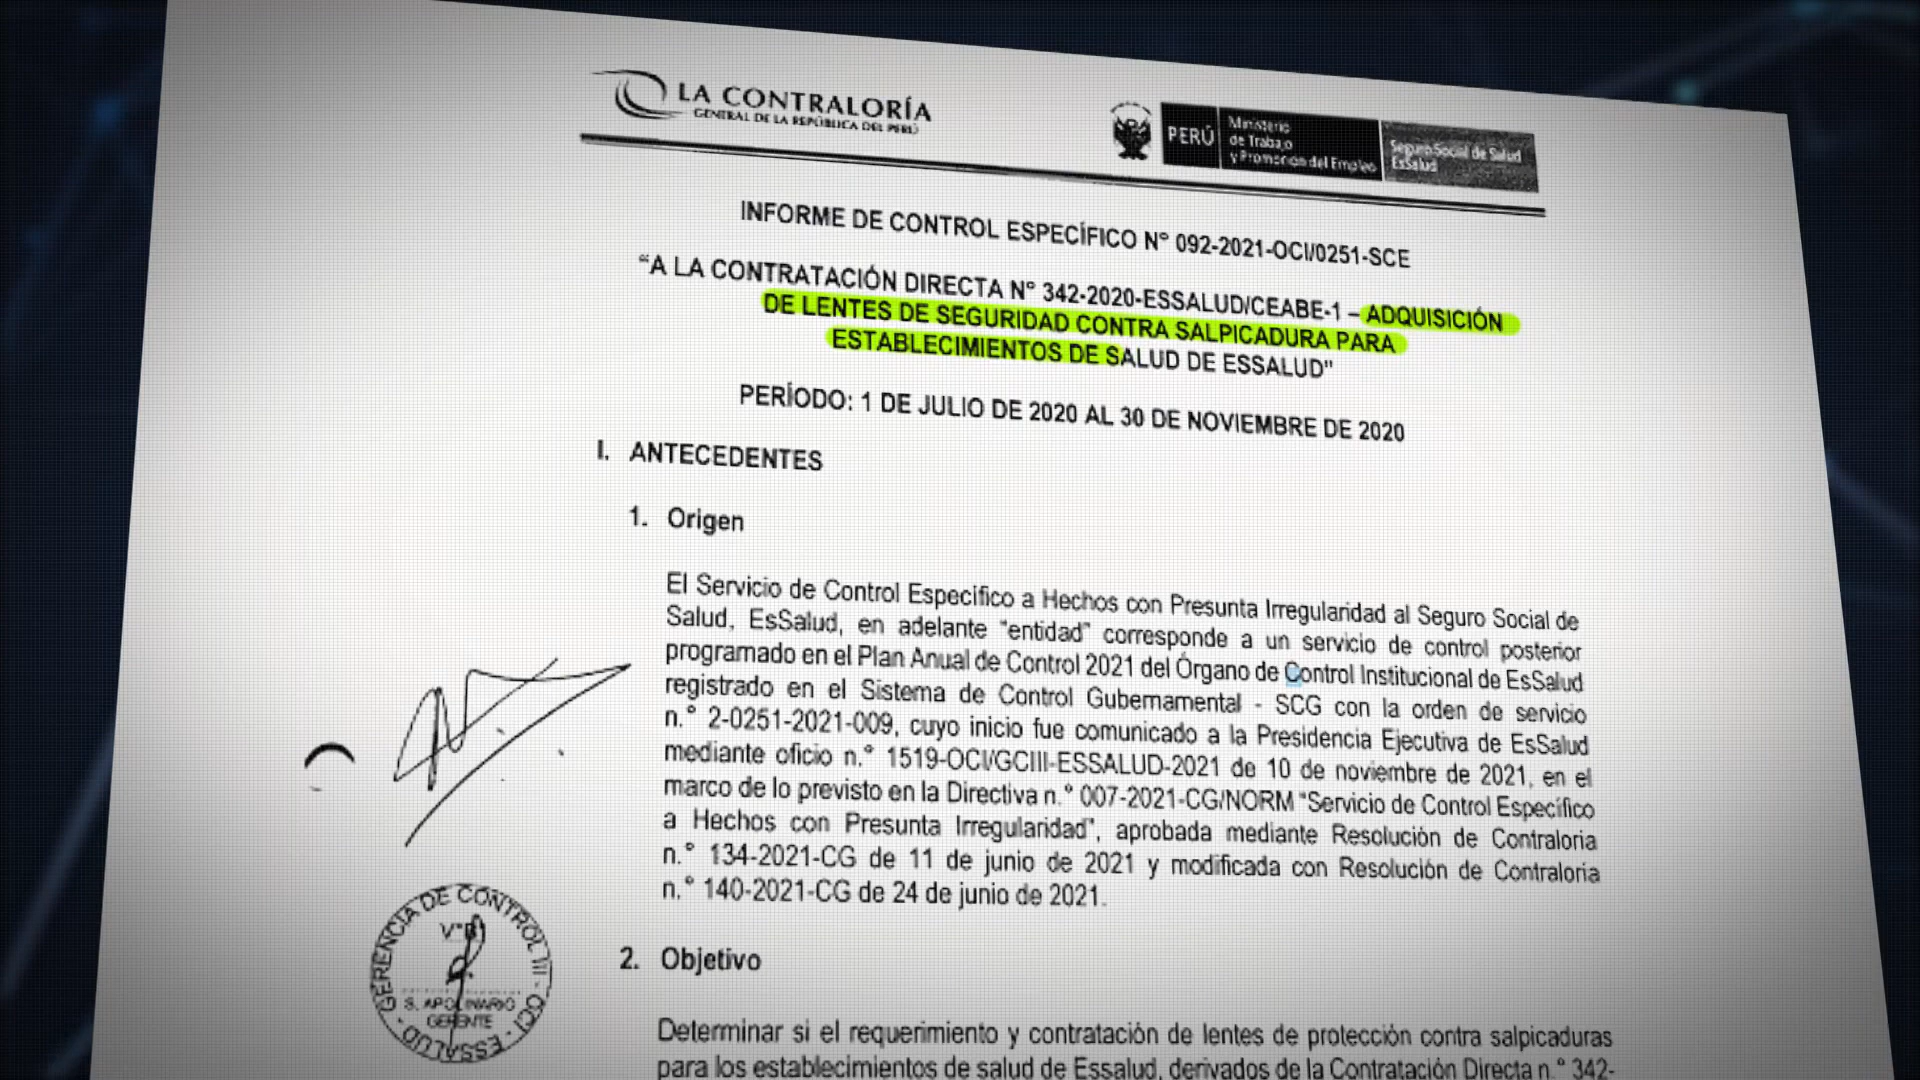 LA CONTRALORÍA
GENERAL DE LA REPÚBLICA DEL PERÚ
PERÚ
Ministerio
de Trabajo
y Promoción del Empleo
Seguro Social de Salud
EsSalud
INFORME DE CONTROL ESPECÍFICO N° 092-2021-OCI/0251-SCE
“A LA CONTRATACIÓN DIRECTA N° 342-2020-ESSALUD/CEABE-1 – ADQUISICIÓN
DE LENTES DE SEGURIDAD CONTRA SALPICADURA PARA
ESTABLECIMIENTOS DE SALUD DE ESSALUD"
PERÍODO: 1 DE JULIO DE 2020 AL 30 DE NOVIEMBRE DE 2020
I. ANTECEDENTES
1. Origen
El Servicio de Control Específico a Hechos con Presunta Irregularidad al Seguro Social de
Salud, EsSalud, en adelante “entidad” corresponde a un servicio de control posterior
programado en el Plan Anual de Control 2021 del Órgano de Control Institucional de EsSalud
registrado en el Sistema de Control Gubernamental - SCG con la orden de servicio
n.° 2-0251-2021-009, cuyo inicio fue comunicado a la Presidencia Ejecutiva de EsSalud
mediante oficio n.° 1519-OCI/GCIII-ESSALUD-2021 de 10 de noviembre de 2021, en el
marco de lo previsto en la Directiva n.° 007-2021-CG/NORM “Servicio de Control Específico
a Hechos con Presunta Irregularidad”, aprobada mediante Resolución de Contraloría
n.° 134-2021-CG de 11 de junio de 2021 y modificada con Resolución de Contraloría
n.° 140-2021-CG de 24 de junio de 2021.
GERENCIA DE CONTROL III - OCI - ESSALUD
V°B°
S. APOLINARIO
GERENTE
2. Objetivo
Determinar si el requerimiento y contratación de lentes de protección contra salpicaduras
para los establecimientos de salud de Essalud, derivados de la Contratación Directa n.° 342-